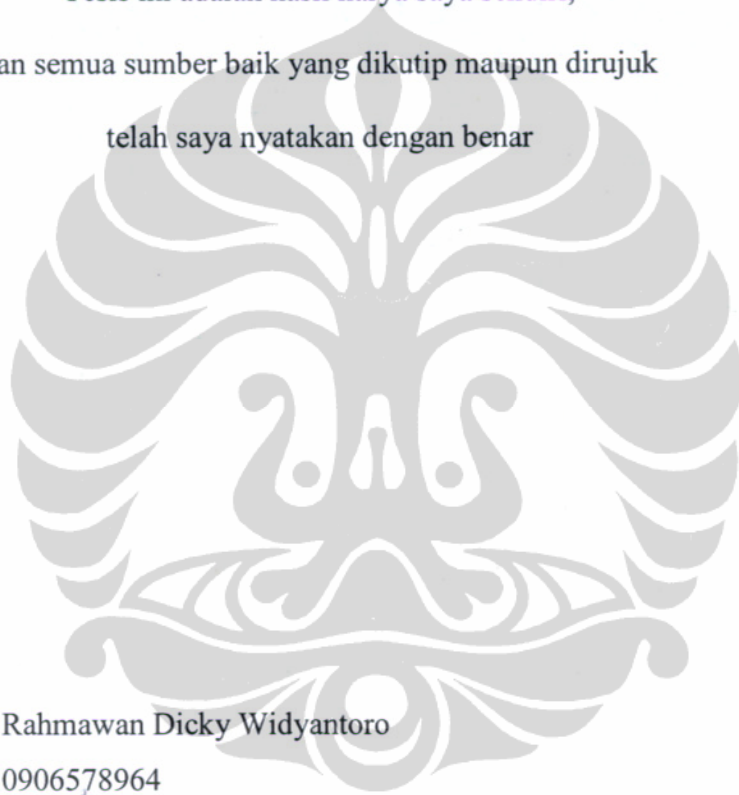 an semua sumber baik yang dikutip maupun dirujuk
telah saya nyatakan dengan benar
Rahmawan Dicky Widyantoro
0906578964